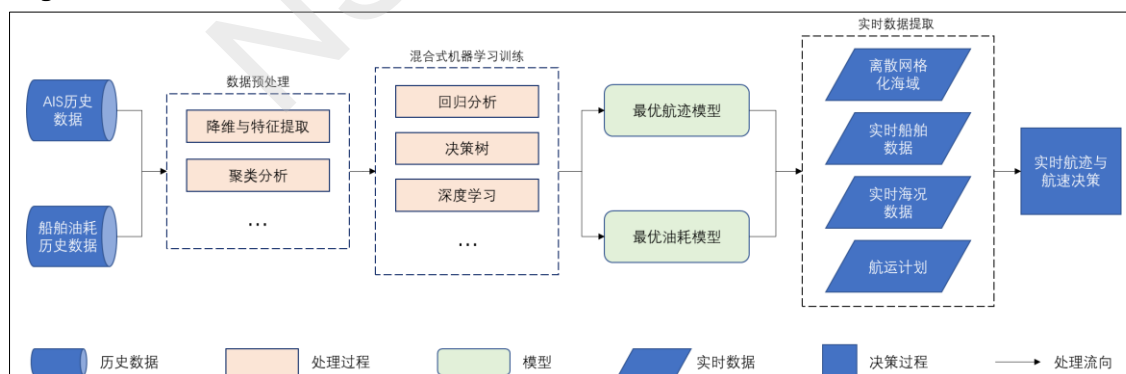 实时数据提取
混合式机器学习训练
数据预处理
AIS历史
数据
船舶油耗
历史数据
降维与特征提取
聚类分析
...
回归分析
决策树
深度学习
...
最优航迹模型
最优油耗模型
离散网格
化海域
实时船舶
数据
实时海况
数据
航运计划
实时航迹与
航速决策
历史数据
处理过程
模型
实时数据
决策过程
处理流向